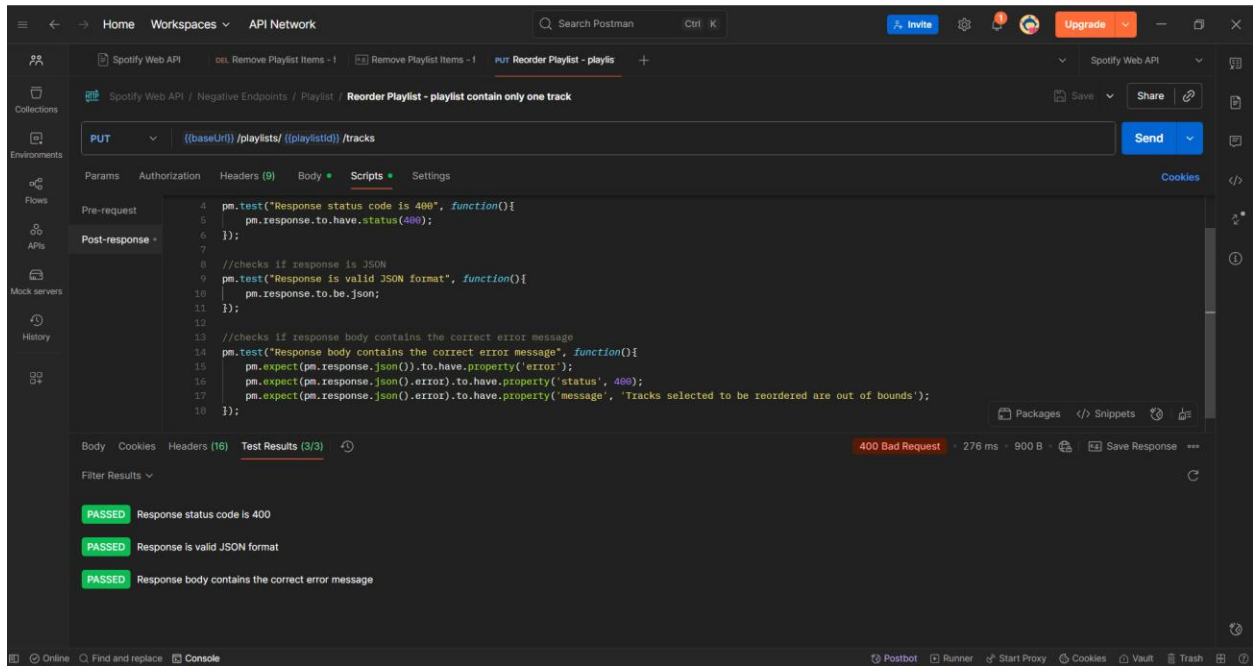 Home Workspaces API Network Search Postman Ctrl K Invite 1 Upgrade
Spotify Web API DEL Remove Playlist Items - t Remove Playlist Items - t PUT Reorder Playlist - playlis + Spotify Web API
Spotify Web API / Negative Endpoints / Playlist / Reorder Playlist - playlist contain only one track Save Share
PUT {{baseUrl}} /playlists/ {{playlistId}} /tracks Send
Params Authorization Headers (9) Body Scripts Settings Cookies
Collections
Environments
Flows
APIs
Mock servers
History
Pre-request
Post-response
4 pm.test("Response status code is 400", function(){
5 pm.response.to.have.status(400);
6 });
7
8 //checks if response is JSON
9 pm.test("Response is valid JSON format", function(){
10 pm.response.to.be.json;
11 });
12
13 //checks if response body contains the correct error message
14 pm.test("Response body contains the correct error message", function(){
15 pm.expect(pm.response.json()).to.have.property('error');
16 pm.expect(pm.response.json().error).to.have.property('status', 400);
17 pm.expect(pm.response.json().error).to.have.property('message', 'Tracks selected to be reordered are out of bounds');
18 });
Packages </> Snippets
Body Cookies Headers (16) Test Results (3/3) 400 Bad Request 276 ms 900 B Save Response
Filter Results
PASSED Response status code is 400
PASSED Response is valid JSON format
PASSED Response body contains the correct error message
Online Find and replace Console Postbot Runner Start Proxy Cookies Vault Trash